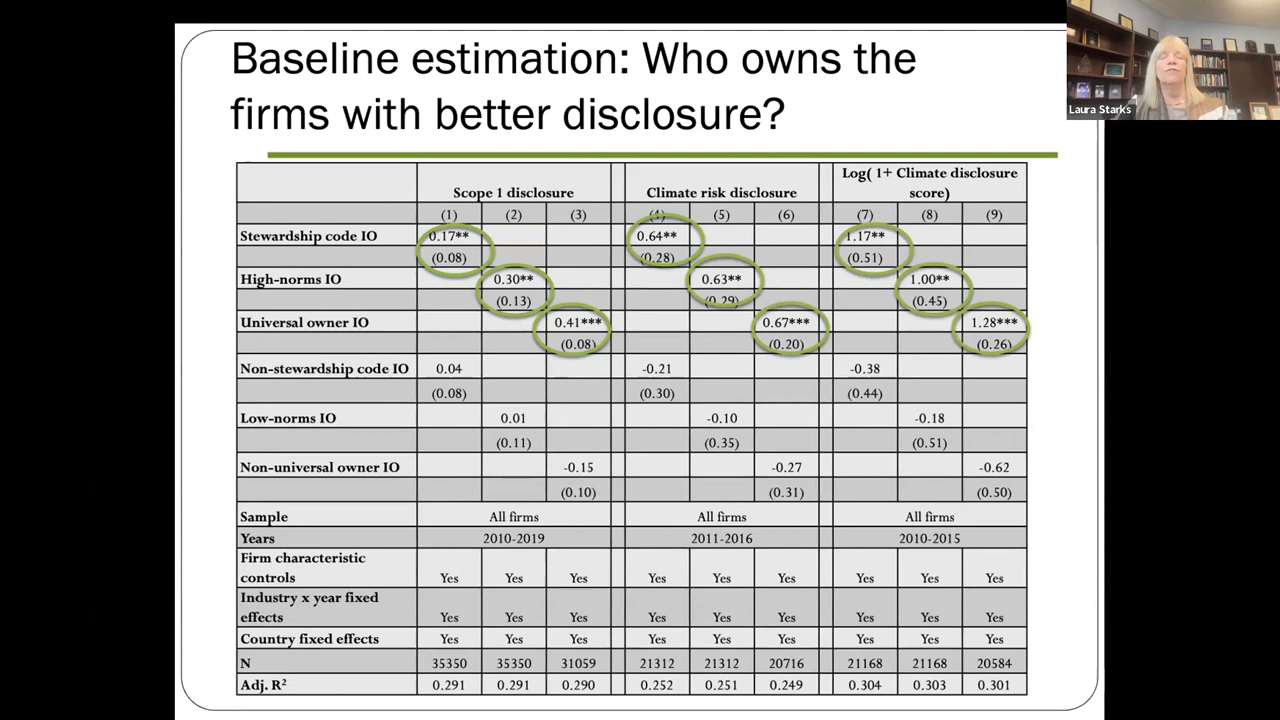 Baseline estimation: Who owns the
firms with better disclosure?
Laura Starks
Scope 1 disclosure Climate risk disclosure Log( 1+ Climate disclosure
score)
(1) (2) (3) (4) (5) (6) (7) (8) (9)
Stewardship code IO 0.17** 0.64** 1.17**
(0.08) (0.28) (0.51)
High-norms IO 0.30** 0.63** 1.00**
(0.13) (0.29) (0.45)
Universal owner IO 0.41*** 0.67*** 1.28***
(0.08) (0.20) (0.26)
Non-stewardship code IO 0.04 -0.21 -0.38
(0.08) (0.30) (0.44)
Low-norms IO 0.01 -0.10 -0.18
(0.11) (0.35) (0.51)
Non-universal owner IO -0.15 -0.27 -0.62
(0.10) (0.31) (0.50)
Sample All firms All firms All firms
Years 2010-2019 2011-2016 2010-2015
Firm characteristic
controls Yes Yes Yes Yes Yes Yes Yes Yes Yes
Industry x year fixed
effects Yes Yes Yes Yes Yes Yes Yes Yes Yes
Country fixed effects Yes Yes Yes Yes Yes Yes Yes Yes Yes
N 35350 35350 31059 21312 21312 20716 21168 21168 20584
Adj. R² 0.291 0.291 0.290 0.252 0.251 0.249 0.304 0.303 0.301